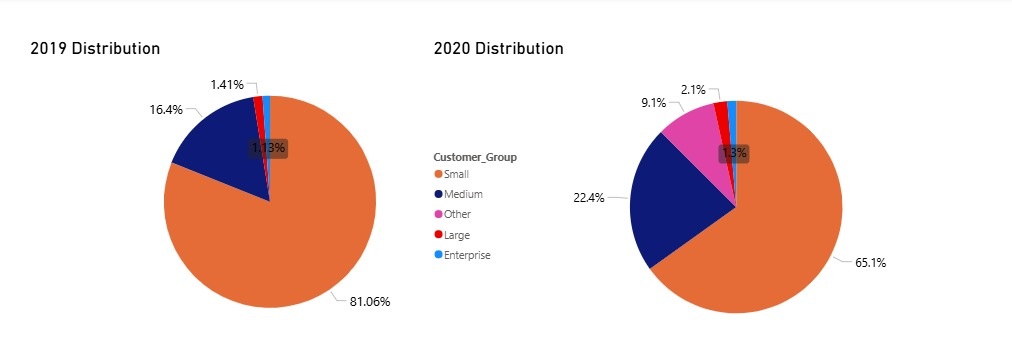 2019 Distribution
1.41%
16.4%
1.13%
81.06%
2020 Distribution
2.1%
9.1%
1.3%
22.4%
65.1%
Customer_Group
Small
Medium
Other
Large
Enterprise